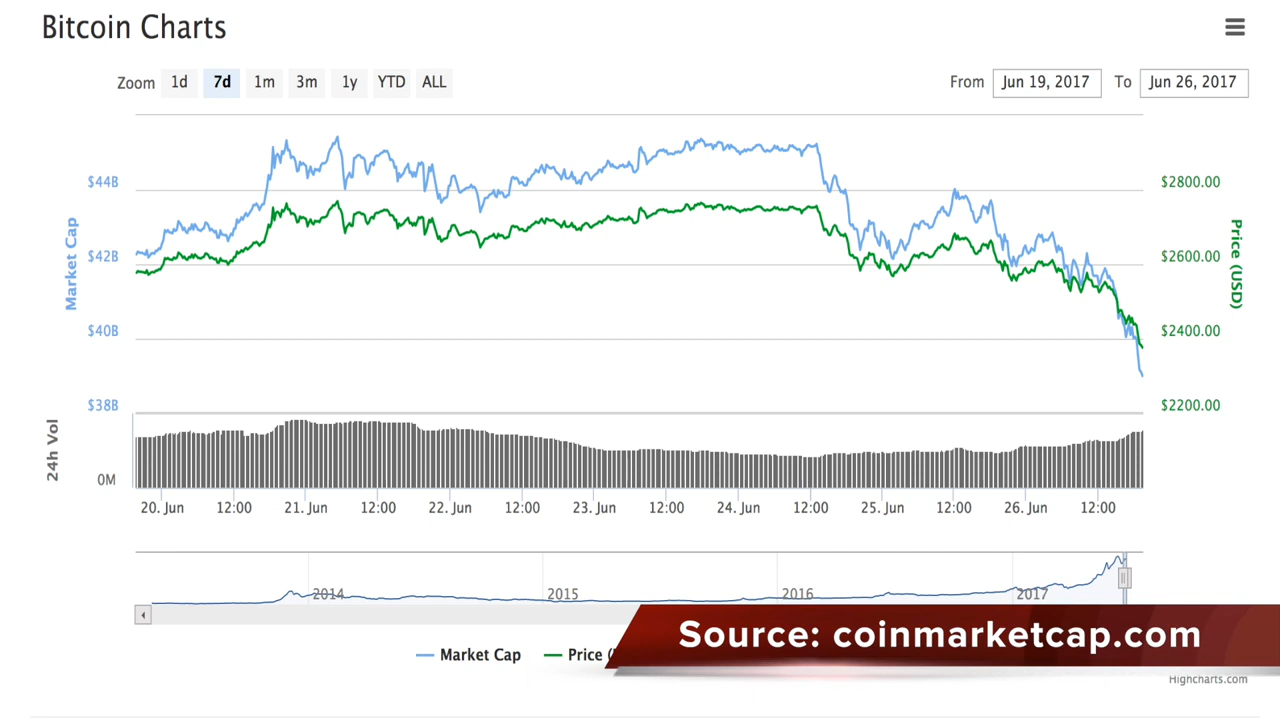 Bitcoin Charts
Zoom 1d 7d 1m 3m 1y YTD ALL From Jun 19, 2017 To Jun 26, 2017
$44B
$42B
$40B
$38B
Market Cap
$2800.00
$2600.00
$2400.00
$2200.00
Price (USD)
24h Vol
0M
20. Jun 12:00 21. Jun 12:00 22. Jun 12:00 23. Jun 12:00 24. Jun 12:00 25. Jun 12:00 26. Jun 12:00
2014 2015 2016 2017
Market Cap Price (
Source: coinmarketcap.com
Highcharts.com